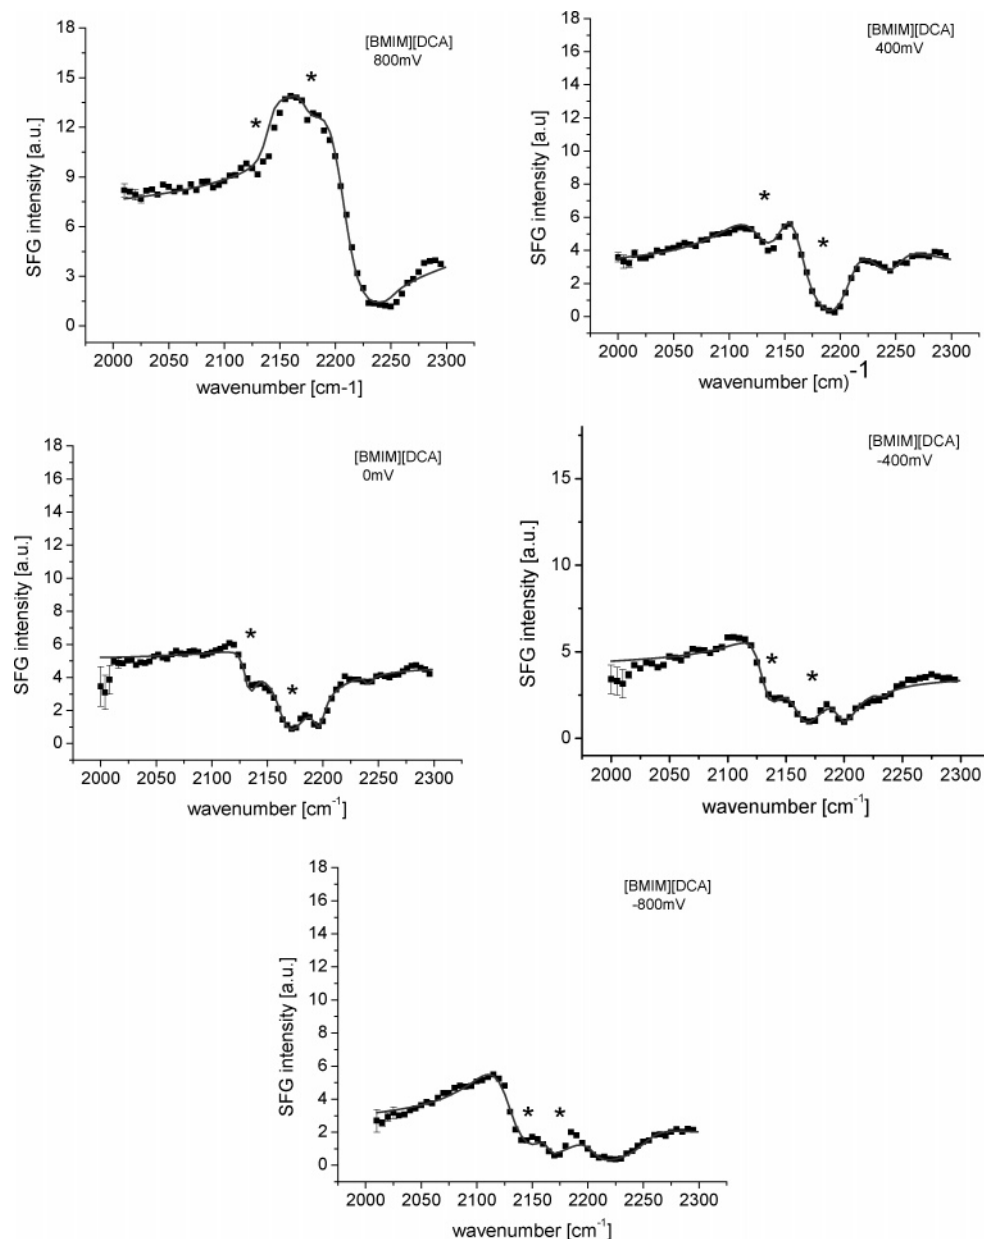 [BMIM][DCA]
800mV
SFG intensity [a.u.]
18
15
12
9
6
3
0
*
*
2000 2050 2100 2150 2200 2250 2300
wavenumber [cm-1]
[BMIM][DCA]
400mV
SFG intensity [a.u]
18
16
14
12
10
8
6
4
2
0
*
*
2000 2050 2100 2150 2200 2250 2300
wavenumber [cm)-1
[BMIM][DCA]
0mV
SFG intensity [a.u.]
18
16
14
12
10
8
6
4
2
0
*
*
2000 2050 2100 2150 2200 2250 2300
wavenumber [cm-1]
[BMIM][DCA]
-400mV
SFG intensity [a.u.]
15
10
5
0
*
*
2000 2050 2100 2150 2200 2250 2300
wavenumber [cm-1]
[BMIM][DCA]
-800mV
SFG intensity [a.u.]
18
16
14
12
10
8
6
4
2
0
*
*
2000 2050 2100 2150 2200 2250 2300
wavenumber [cm-1]